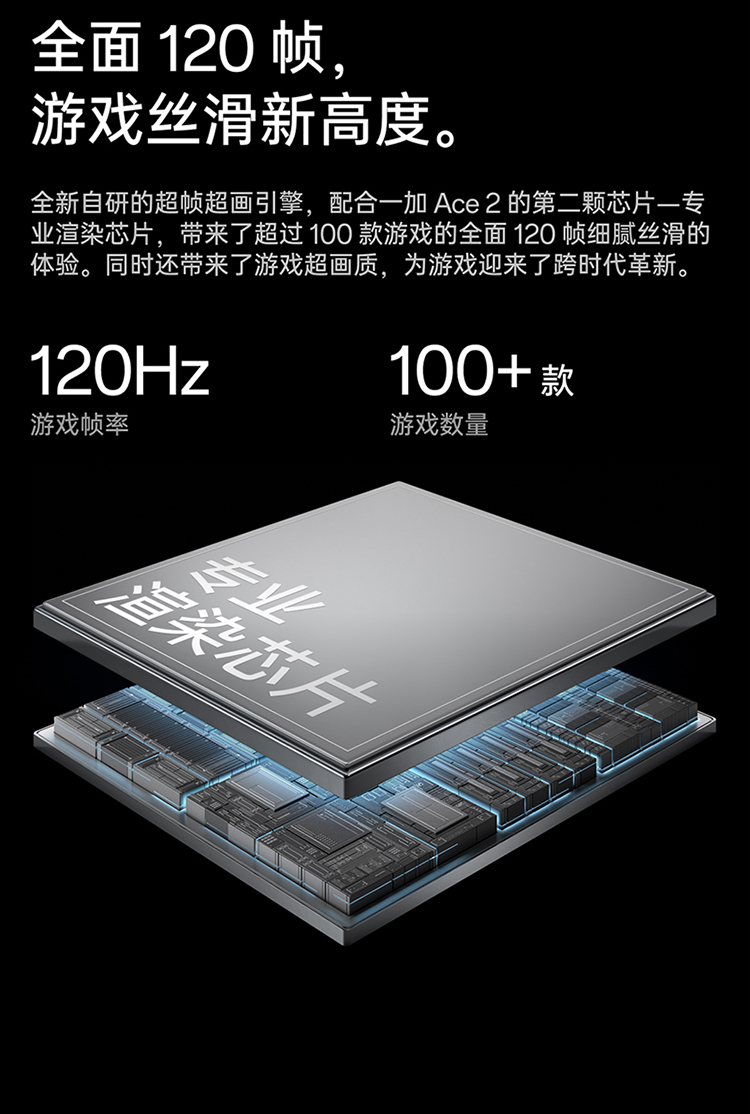 全面 120 帧，
游戏丝滑新高度。
全新自研的超帧超画引擎，配合一加 Ace 2 的第二颗芯片—专
业渲染芯片，带来了超过 100 款游戏的全面 120 帧细腻丝滑的
体验。同时还带来了游戏超画质，为游戏迎来了跨时代革新。
120Hz
游戏帧率
100+ 款
游戏数量
专业
渲染芯片